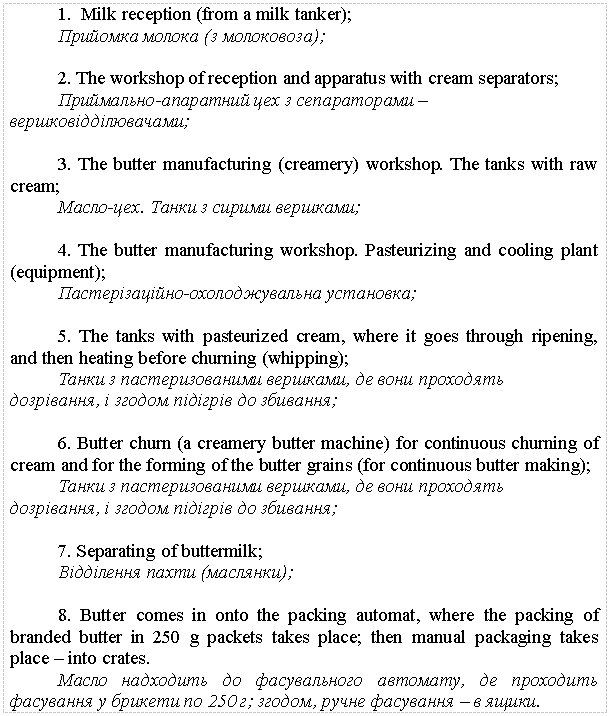 1. Milk reception (from a milk tanker);
Прийомка молока (з молоковоза);
2. The workshop of reception and apparatus with cream separators;
Приймально-апаратний цех з сепараторами –
вершковідділювачами;
3. The butter manufacturing (creamery) workshop. The tanks with raw
cream;
Масло-цех. Танки з сирими вершками;
4. The butter manufacturing workshop. Pasteurizing and cooling plant
(equipment);
Пастерізаційно-охолоджувальна установка;
5. The tanks with pasteurized cream, where it goes through ripening,
and then heating before churning (whipping);
Танки з пастеризованими вершками, де вони проходять
дозрівання, і згодом підігрів до збивання;
6. Butter churn (a creamery butter machine) for continuous churning of
cream and for the forming of the butter grains (for continuous butter making);
Танки з пастеризованими вершками, де вони проходять
дозрівання, і згодом підігрів до збивання;
7. Separating of buttermilk;
Відділення пахти (маслянки);
8. Butter comes in onto the packing automat, where the packing of
branded butter in 250 g packets takes place; then manual packaging takes
place – into crates.
Масло надходить до фасувального автомату, де проходить
фасування у брикети по 250 г; згодом, ручне фасування – в ящики.